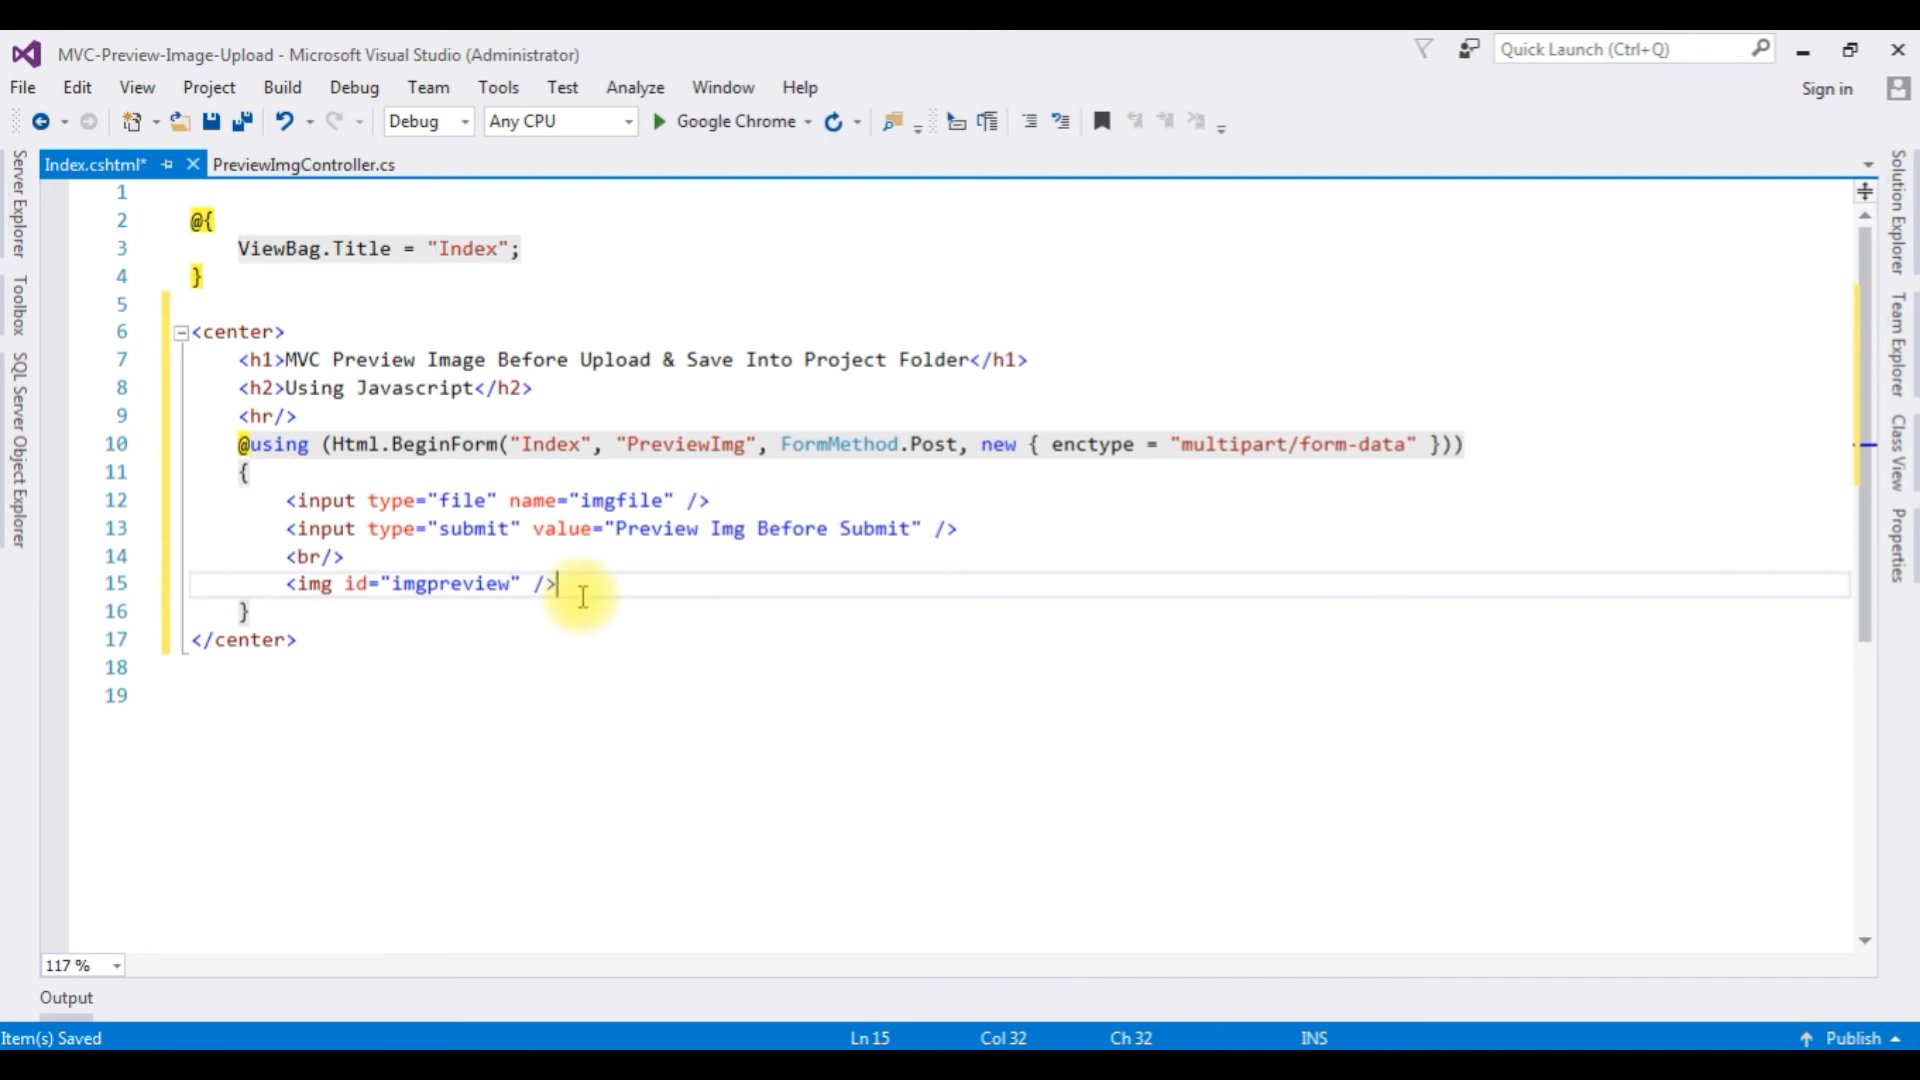 MVC-Preview-Image-Upload - Microsoft Visual Studio (Administrator)
Quick Launch (Ctrl+Q)
File Edit View Project Build Debug Team Tools Test Analyze Window Help
Sign in
Debug Any CPU Google Chrome
Index.cshtml* PreviewImgController.cs
Server Explorer
Toolbox
SQL Server Object Explorer
1
2 @{
3 ViewBag.Title = "Index";
4 }
5
6 <center>
7 <h1>MVC Preview Image Before Upload & Save Into Project Folder</h1>
8 <h2>Using Javascript</h2>
9 <hr/>
10 @using (Html.BeginForm("Index", "PreviewImg", FormMethod.Post, new { enctype = "multipart/form-data" }))
11 {
12 <input type="file" name="imgfile" />
13 <input type="submit" value="Preview Img Before Submit" />
14 <br/>
15 <img id="imgpreview" />
16 }
17 </center>
18
19
Solution Explorer
Team Explorer
Class View
Properties
117 %
Output
Item(s) Saved Ln 15 Col 32 Ch 32 INS Publish